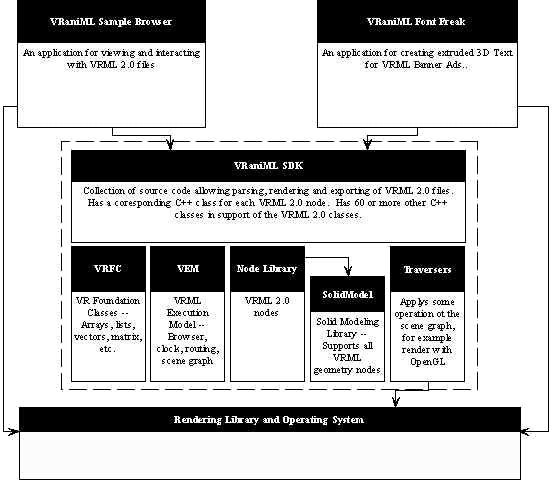 VRaniML Sample Browser
An application for viewing and interacting
with VRML 2.0 files
VRaniML Font Freak
An application for creating extruded 3D Text
for VRML Banner Ads..
VRaniML SDK
Collection of source code allowing parsing, rendering and exporting of VRML 2.0 files.
Has a coresponding C++ class for each VRML 2.0 node. Has 60 or more other C++
classes in support of the VRML 2.0 classes.
VRFC
VR Foundation
Classes --
Arrays, lists,
vectors, matrix,
etc.
VEM
VRML
Execution
Model --
Browser,
clock, routing,
scene graph
Node Library
VRML 2.0
nodes
SolidModel
Solid Modeling
Library --
Supports all
VRML
geometry nodes
Traversers
Applys some
operation ot the
scene graph,
for example
render with
OpenGL
Rendering Library and Operating System